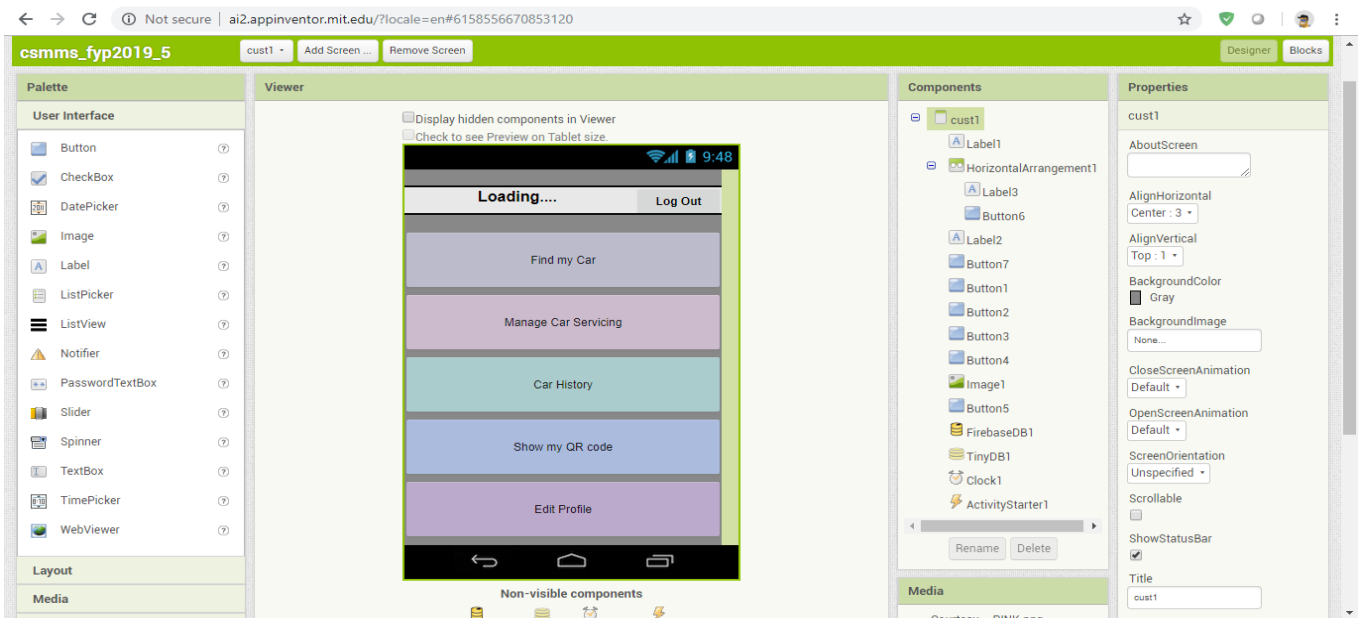 Not secure | ai2.appinventor.mit.edu/?locale=en#6158556670853120
csmms_fyp2019_5
cust1
Add Screen ...
Remove Screen
Designer
Blocks
Palette
User Interface
Button
CheckBox
DatePicker
Image
Label
ListPicker
ListView
Notifier
PasswordTextBox
Slider
Spinner
TextBox
TimePicker
WebViewer
Layout
Media
Viewer
Display hidden components in Viewer
Check to see Preview on Tablet size.
9:48
Loading....
Log Out
Find my Car
Manage Car Servicing
Car History
Show my QR code
Edit Profile
Non-visible components
Components
cust1
Label1
HorizontalArrangement1
Label3
Button6
Label2
Button7
Button1
Button2
Button3
Button4
Image1
Button5
FirebaseDB1
TinyDB1
Clock1
ActivityStarter1
Rename
Delete
Media
Properties
cust1
AboutScreen
AlignHorizontal
Center : 3
AlignVertical
Top : 1
BackgroundColor
Gray
BackgroundImage
None...
CloseScreenAnimation
Default
OpenScreenAnimation
Default
ScreenOrientation
Unspecified
Scrollable
ShowStatusBar
Title
cust1